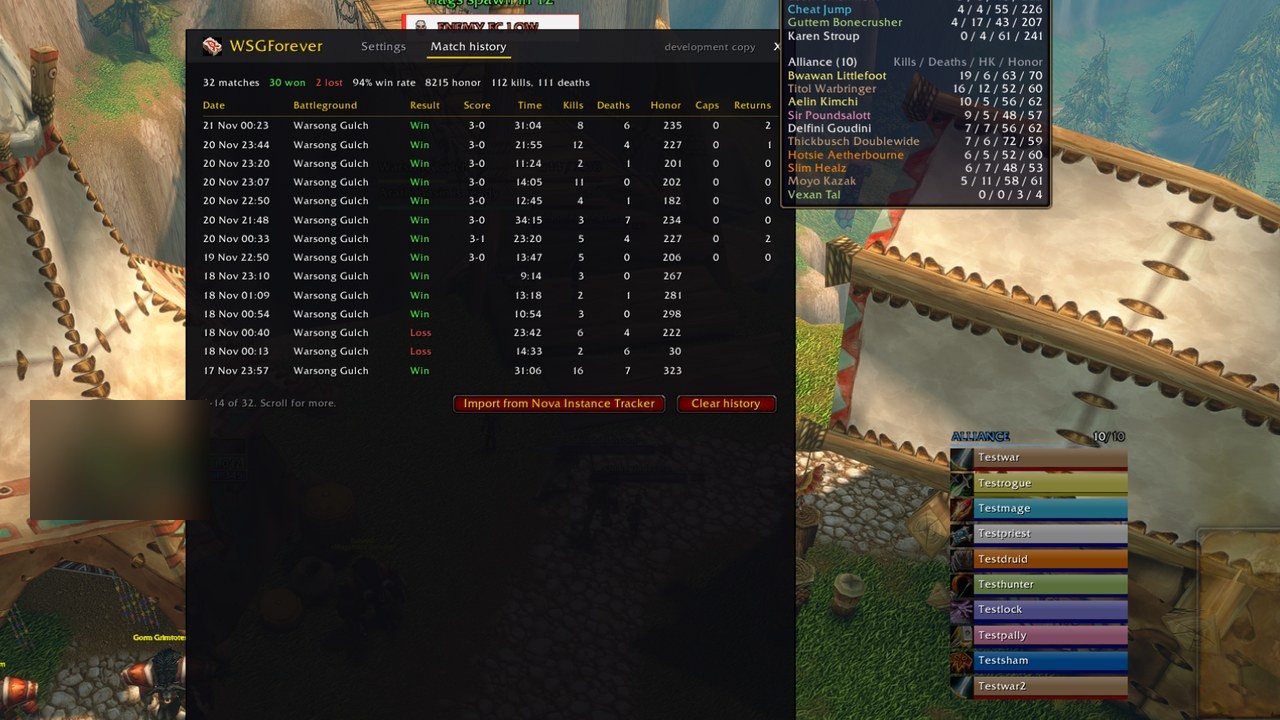 flags spawn in 12
ENEMY FC LOW
WSGForever
Settings
Match history
development copy
X
32 matches 30 won 2 lost 94% win rate 8215 honor 112 kills, 111 deaths
Date Battleground Result Score Time Kills Deaths Honor Caps Returns
21 Nov 00:23 Warsong Gulch Win 3-0 31:04 8 6 235 0 2
20 Nov 23:44 Warsong Gulch Win 3-0 21:55 12 4 227 0 1
20 Nov 23:20 Warsong Gulch Win 3-0 11:24 2 1 201 0 0
20 Nov 23:07 Warsong Gulch Win 3-0 14:05 11 0 202 0 0
20 Nov 22:50 Warsong Gulch Win 3-0 12:45 4 1 182 0 0
20 Nov 21:48 Warsong Gulch Win 3-0 34:15 3 7 234 0 0
20 Nov 00:33 Warsong Gulch Win 3-1 23:20 5 4 227 0 2
19 Nov 22:50 Warsong Gulch Win 3-0 13:47 5 0 206 0 0
18 Nov 23:10 Warsong Gulch Win 9:14 3 0 267
18 Nov 01:09 Warsong Gulch Win 13:18 2 1 281
18 Nov 00:54 Warsong Gulch Win 10:54 3 0 298
18 Nov 00:40 Warsong Gulch Loss 23:42 6 4 222
18 Nov 00:13 Warsong Gulch Loss 14:33 2 6 30
17 Nov 23:57 Warsong Gulch Win 31:06 16 7 323
-14 of 32. Scroll for more.
Import from Nova Instance Tracker
Clear history
Cheat Jump 4 / 4 / 55 / 226
Guttem Bonecrusher 4 / 17 / 43 / 207
Karen Stroup 0 / 4 / 61 / 241
Alliance (10) Kills / Deaths / HK / Honor
Bwawan Littlefoot 19 / 6 / 63 / 70
Titol Warbringer 16 / 12 / 52 / 60
Aelin Kimchi 10 / 5 / 56 / 62
Sir Poundsalott 9 / 5 / 48 / 57
Delfini Goudini 7 / 7 / 56 / 62
Thickbusch Doublewide 7 / 6 / 72 / 59
Hotsie Aetherbourne 6 / 5 / 52 / 60
Slim Healz 6 / 7 / 48 / 53
Moyo Kazak 5 / 11 / 58 / 61
Vexan Tal 0 / 0 / 3 / 4
ALLIANCE 10/10
Testwar
Testrogue
Testmage
Testpriest
Testdruid
Testhunter
Testlock
Testpally
Testsham
Testwar2
Gorm Grimtote